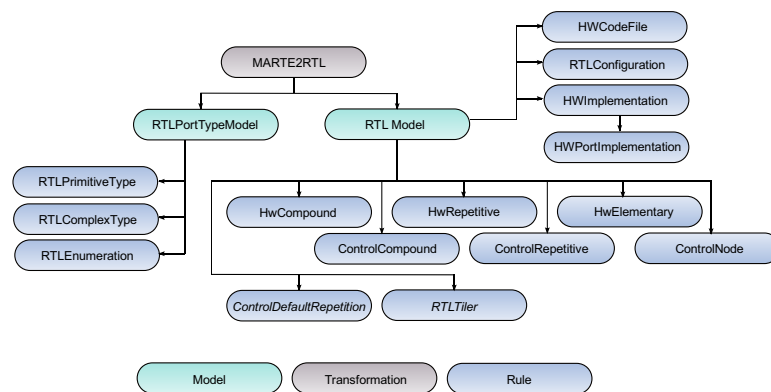 HWCodeFile
MARTE2RTL
RTLConfiguration
HWImplementation
RTLPortTypeModel
RTL Model
HWPortImplementation
RTLPrimitiveType
HwCompound
HwRepetitive
HwElementary
RTLComplexType
ControlCompound
ControlRepetitive
ControlNode
RTLEnumeration
ControlDefaultRepetition
RTLTiler
Model
Transformation
Rule